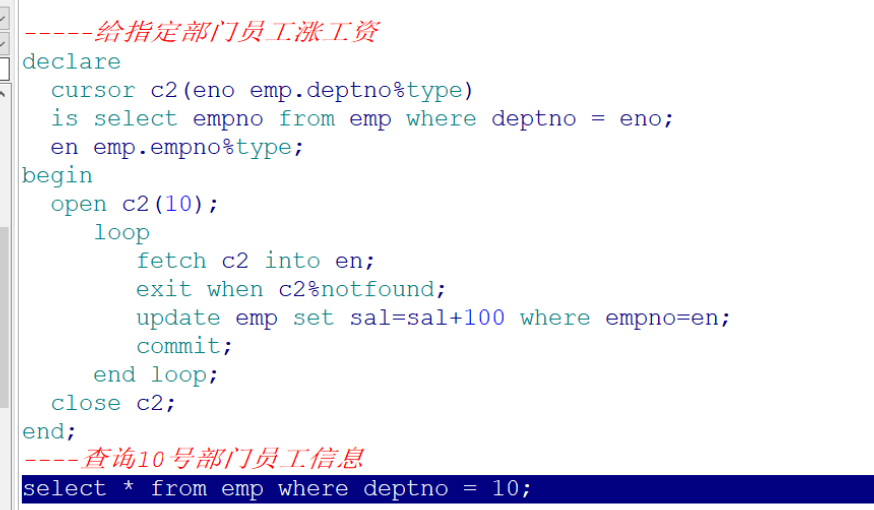 -----给指定部门员工涨工资
declare
  cursor c2(eno emp.deptno%type)
  is select empno from emp where deptno = eno;
  en emp.empno%type;
begin
  open c2(10);
     loop
        fetch c2 into en;
        exit when c2%notfound;
        update emp set sal=sal+100 where empno=en;
        commit;
     end loop;
  close c2;
end;
----查询10号部门员工信息
select * from emp where deptno = 10;